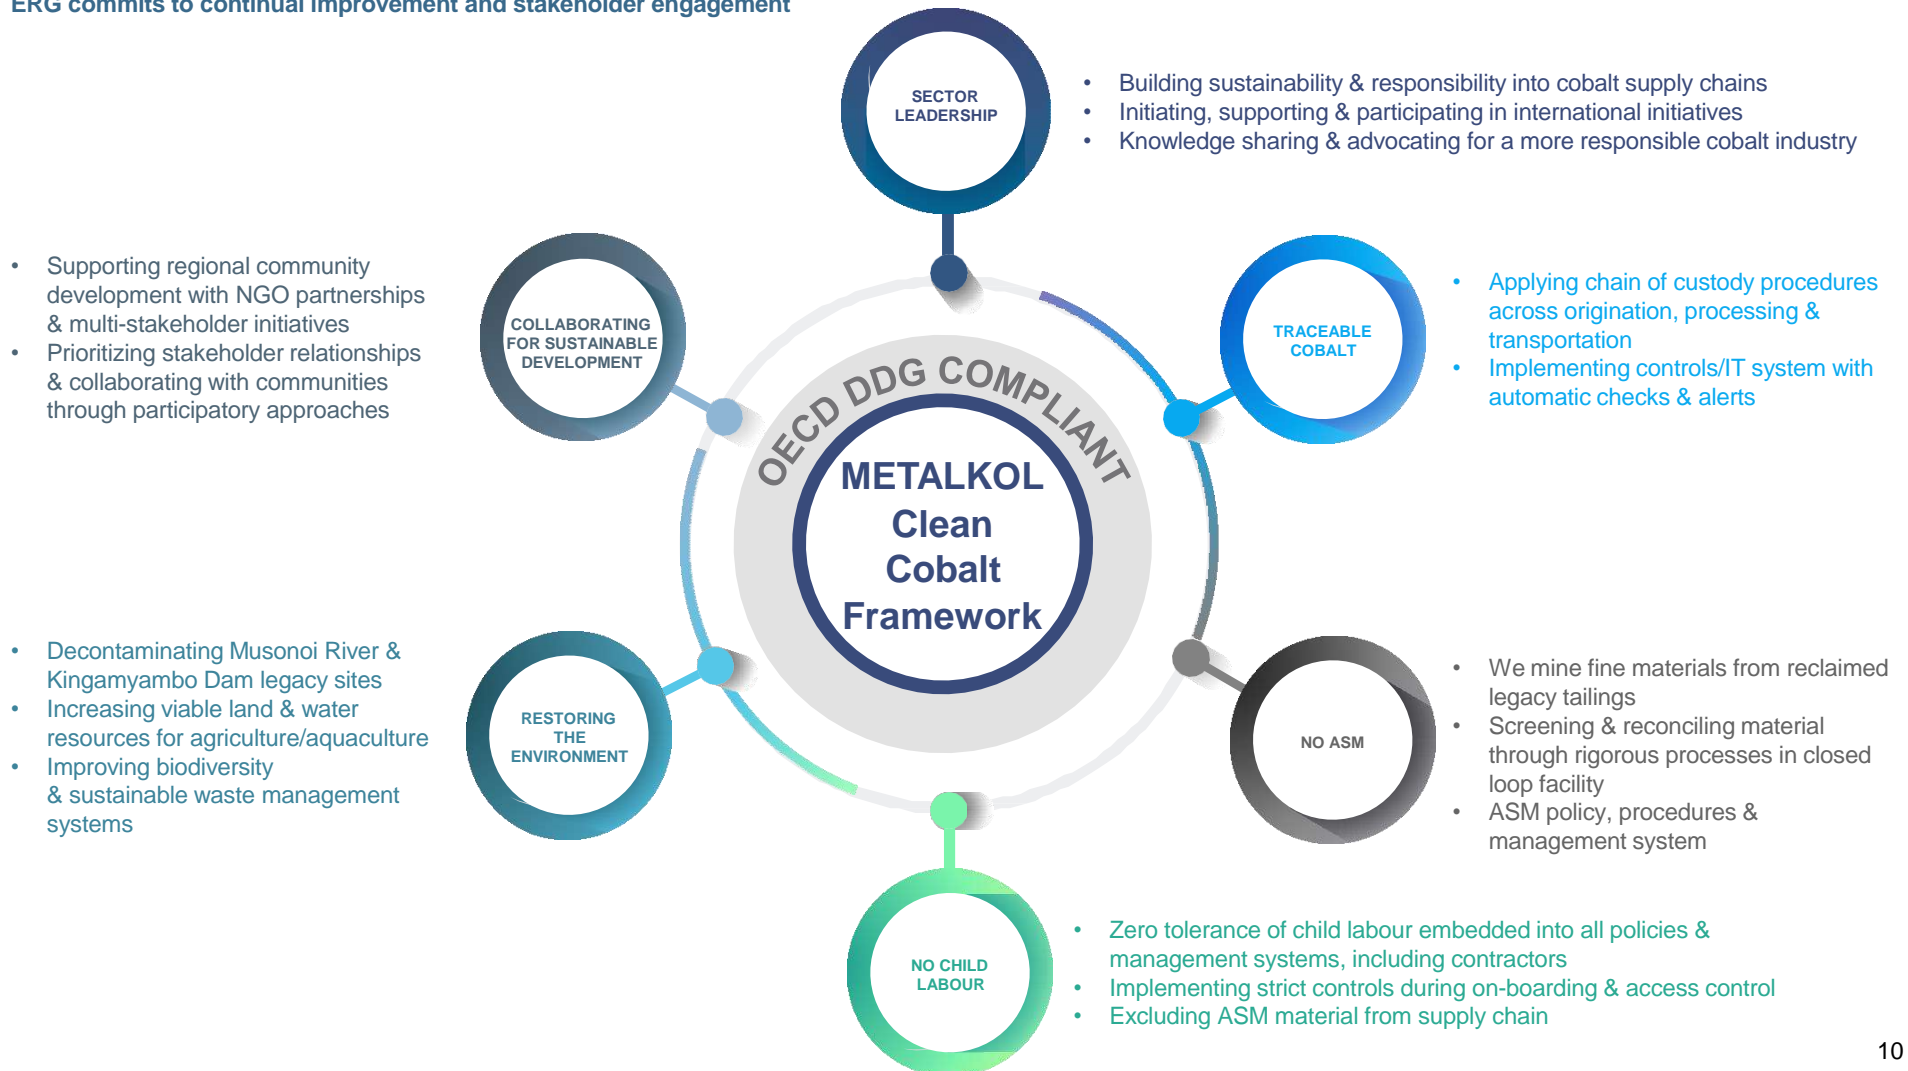 ERG commits to continual improvement and stakeholder engagement
SECTOR
LEADERSHIP
• Building sustainability & responsibility into cobalt supply chains
• Initiating, supporting & participating in international initiatives
• Knowledge sharing & advocating for a more responsible cobalt industry
• Supporting regional community
development with NGO partnerships
& multi-stakeholder initiatives
• Prioritizing stakeholder relationships
& collaborating with communities
through participatory approaches
COLLABORATING
FOR SUSTAINABLE
DEVELOPMENT
TRACEABLE
COBALT
• Applying chain of custody procedures
across origination, processing &
transportation
• Implementing controls/IT system with
automatic checks & alerts
OECD DDG COMPLIANT
METALKOL
Clean
Cobalt
Framework
• Decontaminating Musonoi River &
Kingamyambo Dam legacy sites
• Increasing viable land & water
resources for agriculture/aquaculture
• Improving biodiversity
& sustainable waste management
systems
RESTORING
THE
ENVIRONMENT
NO ASM
• We mine fine materials from reclaimed
legacy tailings
• Screening & reconciling material
through rigorous processes in closed
loop facility
• ASM policy, procedures &
management system
NO CHILD
LABOUR
• Zero tolerance of child labour embedded into all policies &
management systems, including contractors
• Implementing strict controls during on-boarding & access control
• Excluding ASM material from supply chain
10